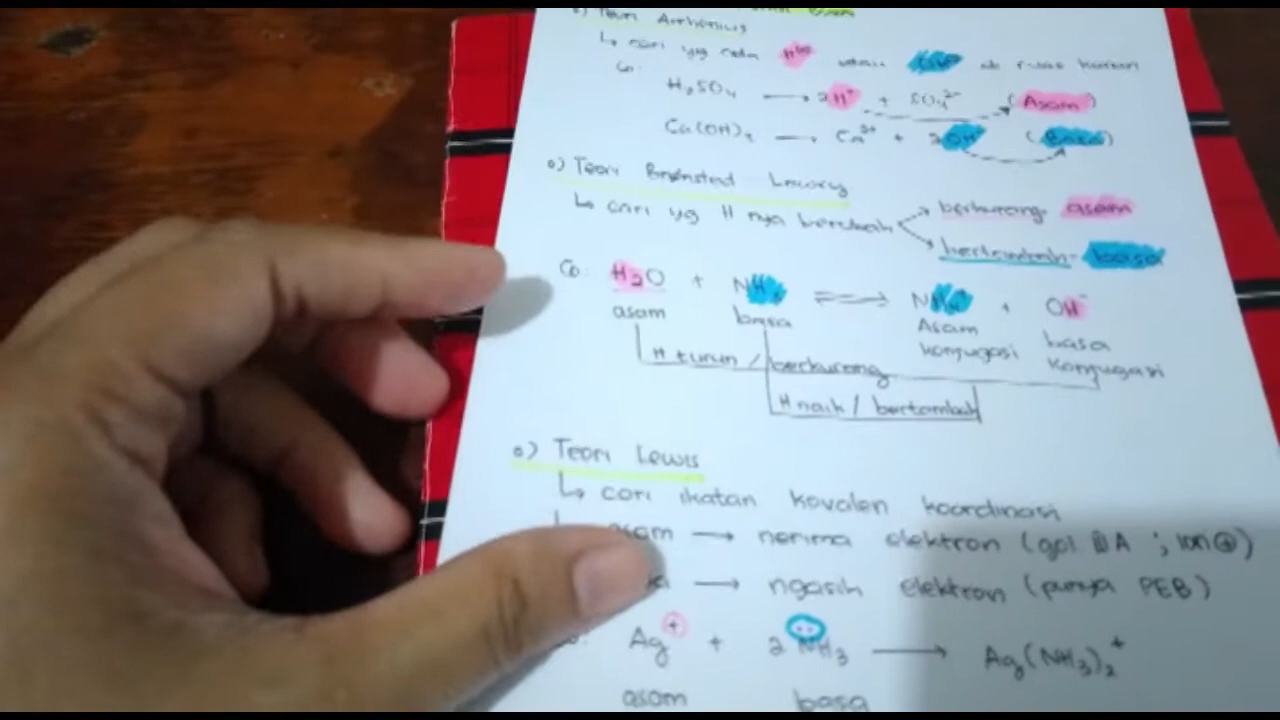 o) Teori Arrhenius
↳ cari yg ada H⊕ atau OH⊖ di ruas kanan
Co:
H₂SO₄ → 2H⁺ + SO₄²⁻ (Asam)
Ca(OH)₂ → Ca²⁺ + 2OH⁻ (Basa)
o) Teori Brønsted Lowry
↳ cari yg H nya berubah
berkurang = asam
bertambah = basa
Co: H₂O + NH₃ ⇌ NH₄⁺ + OH⁻
asam basa Asam konjugasi basa konjugasi
H turun / berkurang
H naik / bertambah
o) Teori Lewis
↳ cari ikatan kovalen koordinasi
asam → nerima elektron (gol IIIA ; ion ⊕)
→ ngasih elektron (punya PEB)
Ag⁺ + 2 NH₃ → Ag(NH₃)₂⁺
asam basa